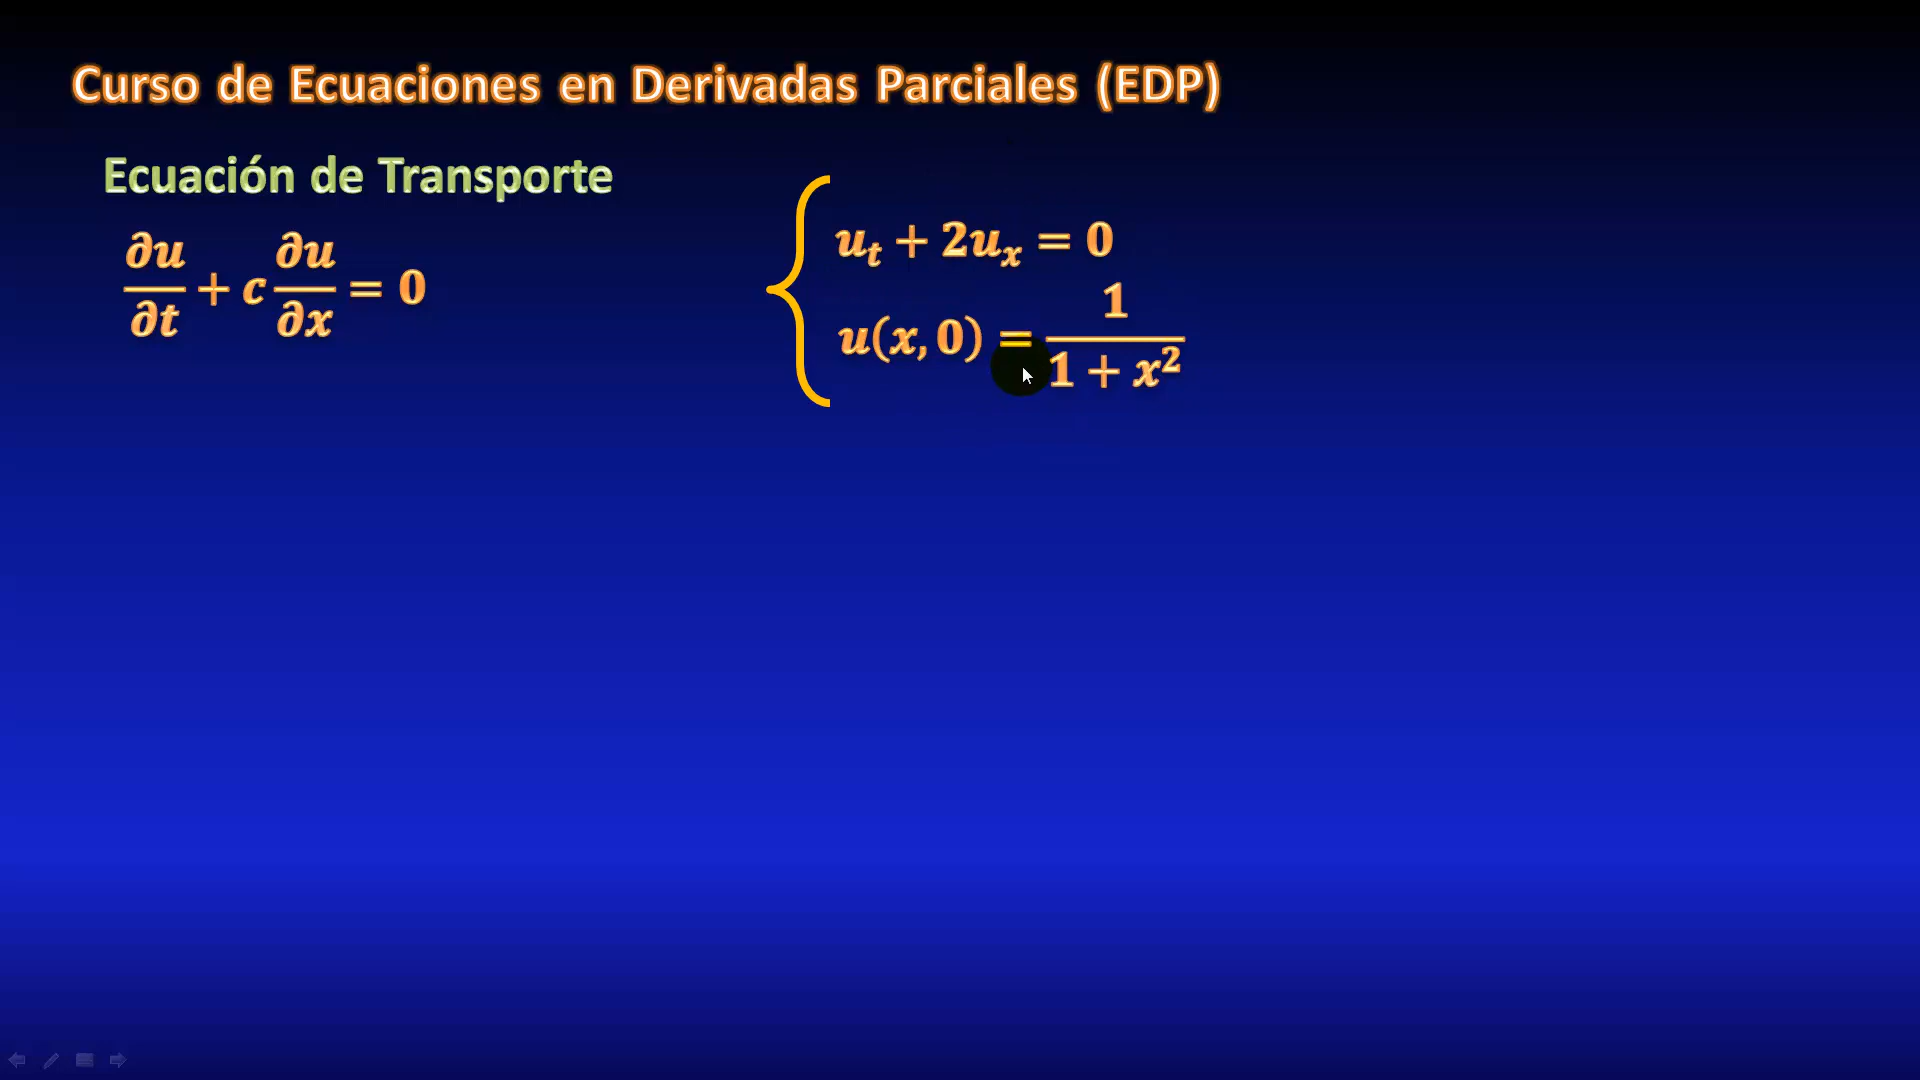 Curso de Ecuaciones en Derivadas Parciales (EDP)
Ecuación de Transporte
∂u/∂t + c ∂u/∂x = 0
u_t + 2u_x = 0
u(x, 0) = 1/(1 + x²)